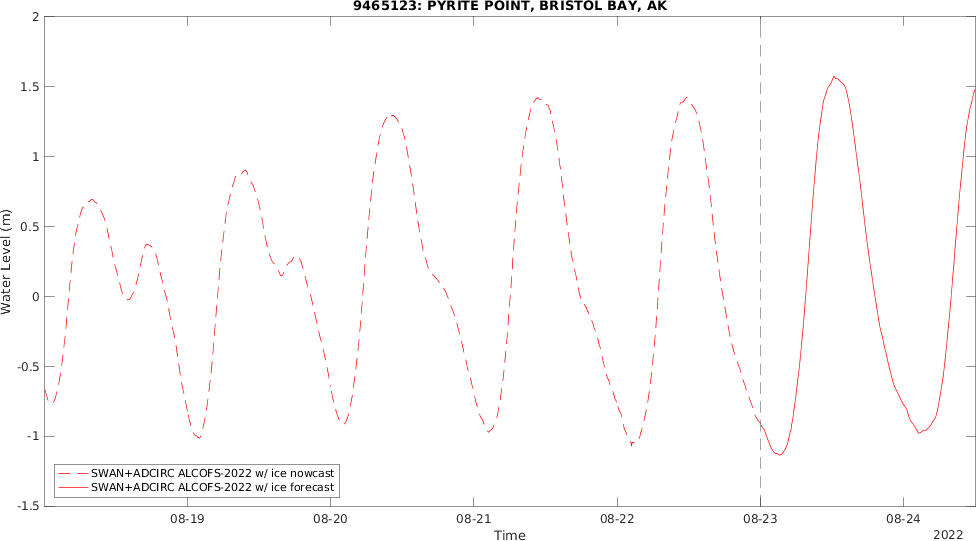 9465123: PYRITE POINT, BRISTOL BAY, AK
2
1.5
1
0.5
0
-0.5
-1
-1.5
Water Level (m)
SWAN+ADCIRC ALCOFS-2022 w/ ice nowcast
SWAN+ADCIRC ALCOFS-2022 w/ ice forecast
08-19 08-20 08-21 08-22 08-23 08-24
Time
2022